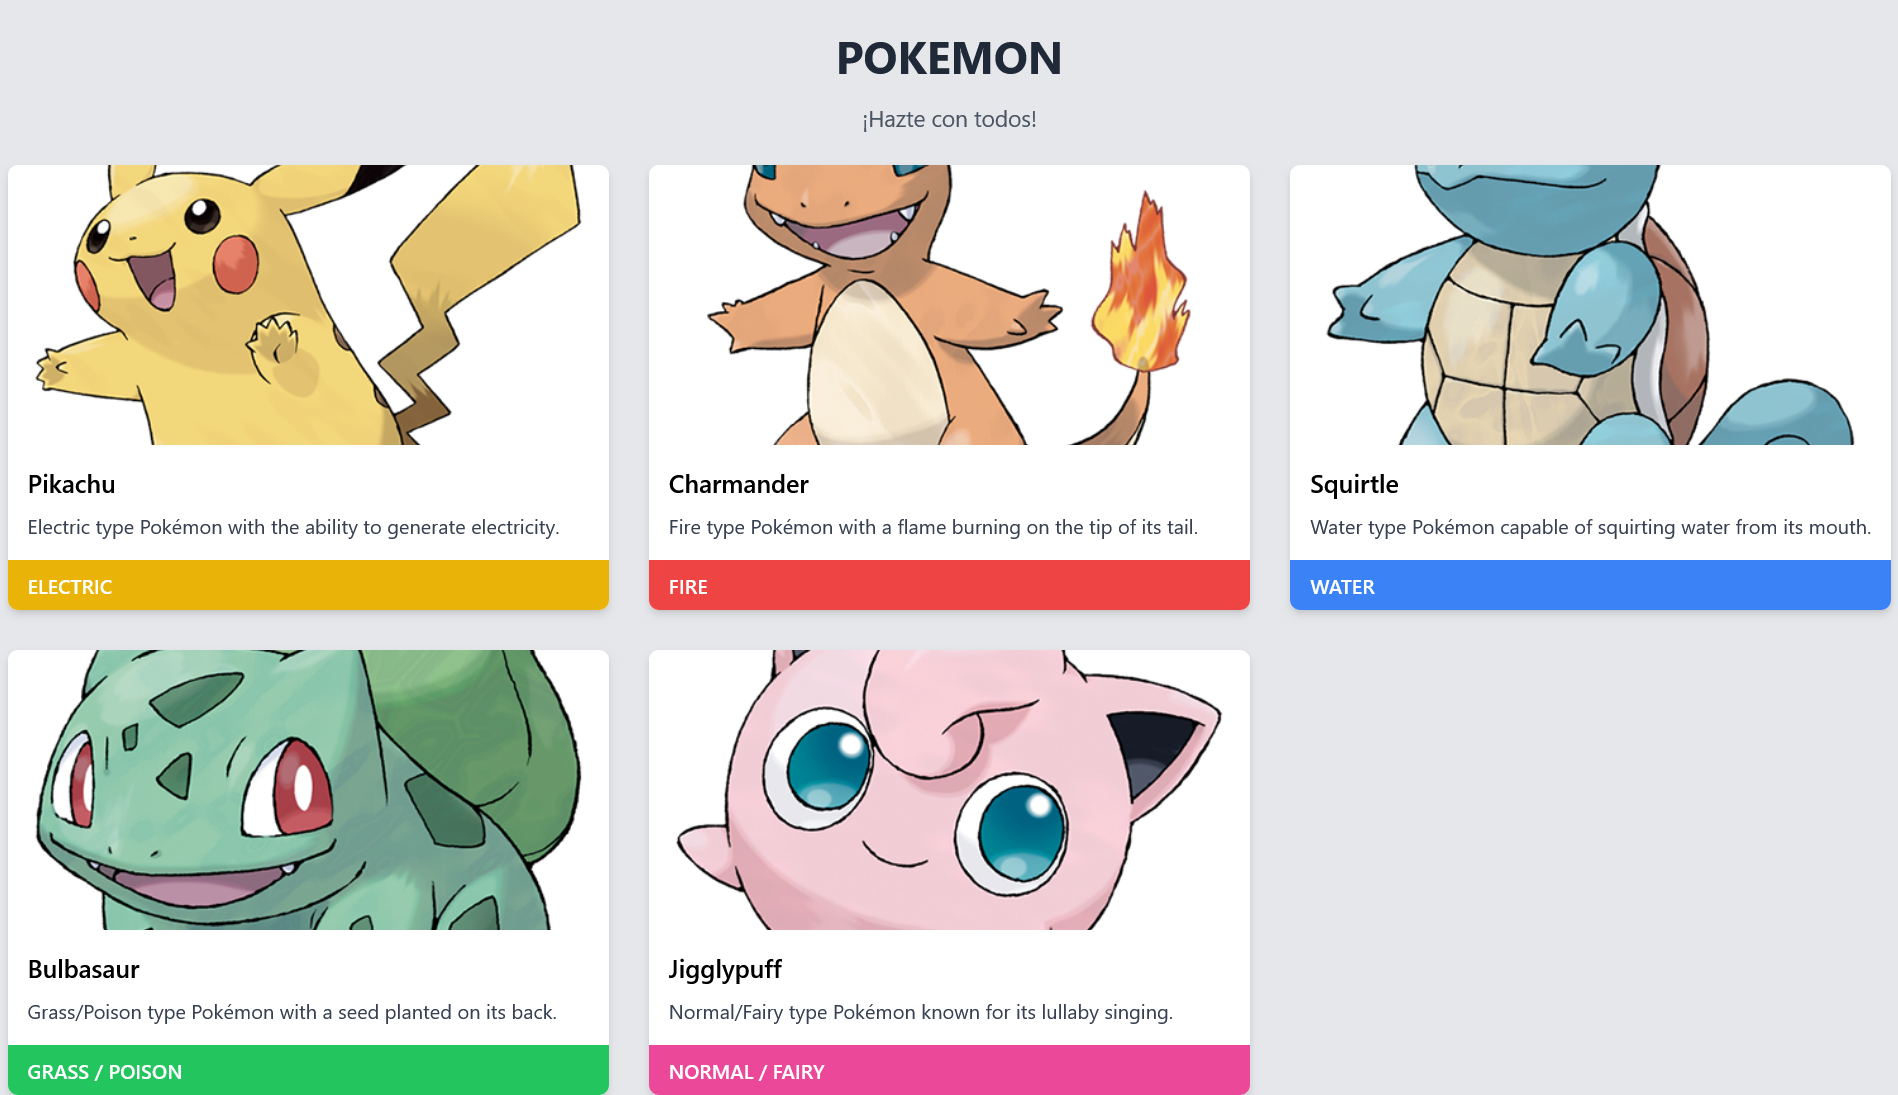 POKEMON
¡Hazte con todos!
Pikachu
Electric type Pokémon with the ability to generate electricity.
ELECTRIC
Charmander
Fire type Pokémon with a flame burning on the tip of its tail.
FIRE
Squirtle
Water type Pokémon capable of squirting water from its mouth.
WATER
Bulbasaur
Grass/Poison type Pokémon with a seed planted on its back.
GRASS / POISON
Jigglypuff
Normal/Fairy type Pokémon known for its lullaby singing.
NORMAL / FAIRY